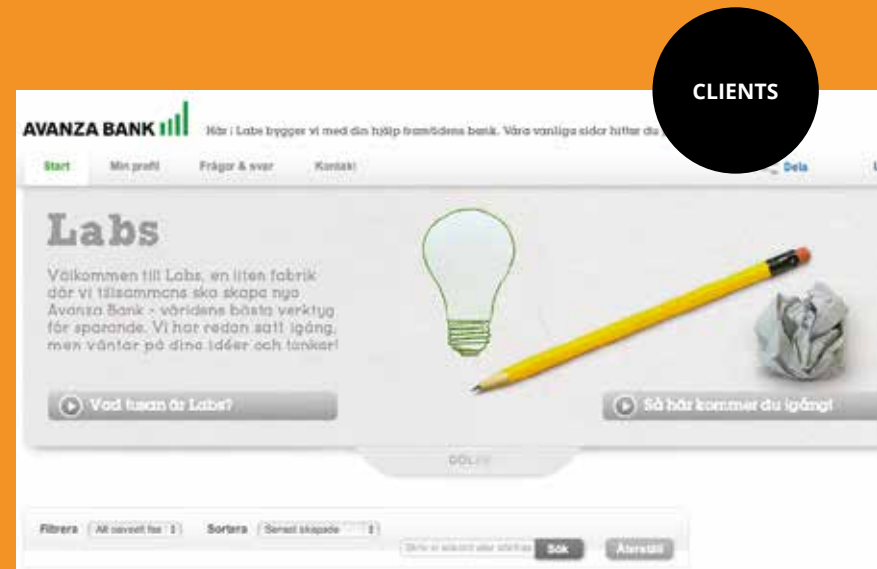 CLIENTS
AVANZA BANK
Här i Labs bygger vi med din hjälp framtidens bank. Våra vanliga sidor hittar du
Start Min profil Frågor & svar Kontakt Dela
Labs
Välkommen till Labs, en liten fabrik
där vi tillsammans ska skapa nya
Avanza Bank - världens bästa verktyg
för sparande. Vi har redan satt igång,
men väntar på dina idéer och tankar!
Vad tusan är Labs?
Så här kommer du igång!
Filtrera Sortera Senast skapade
Sök Återställ